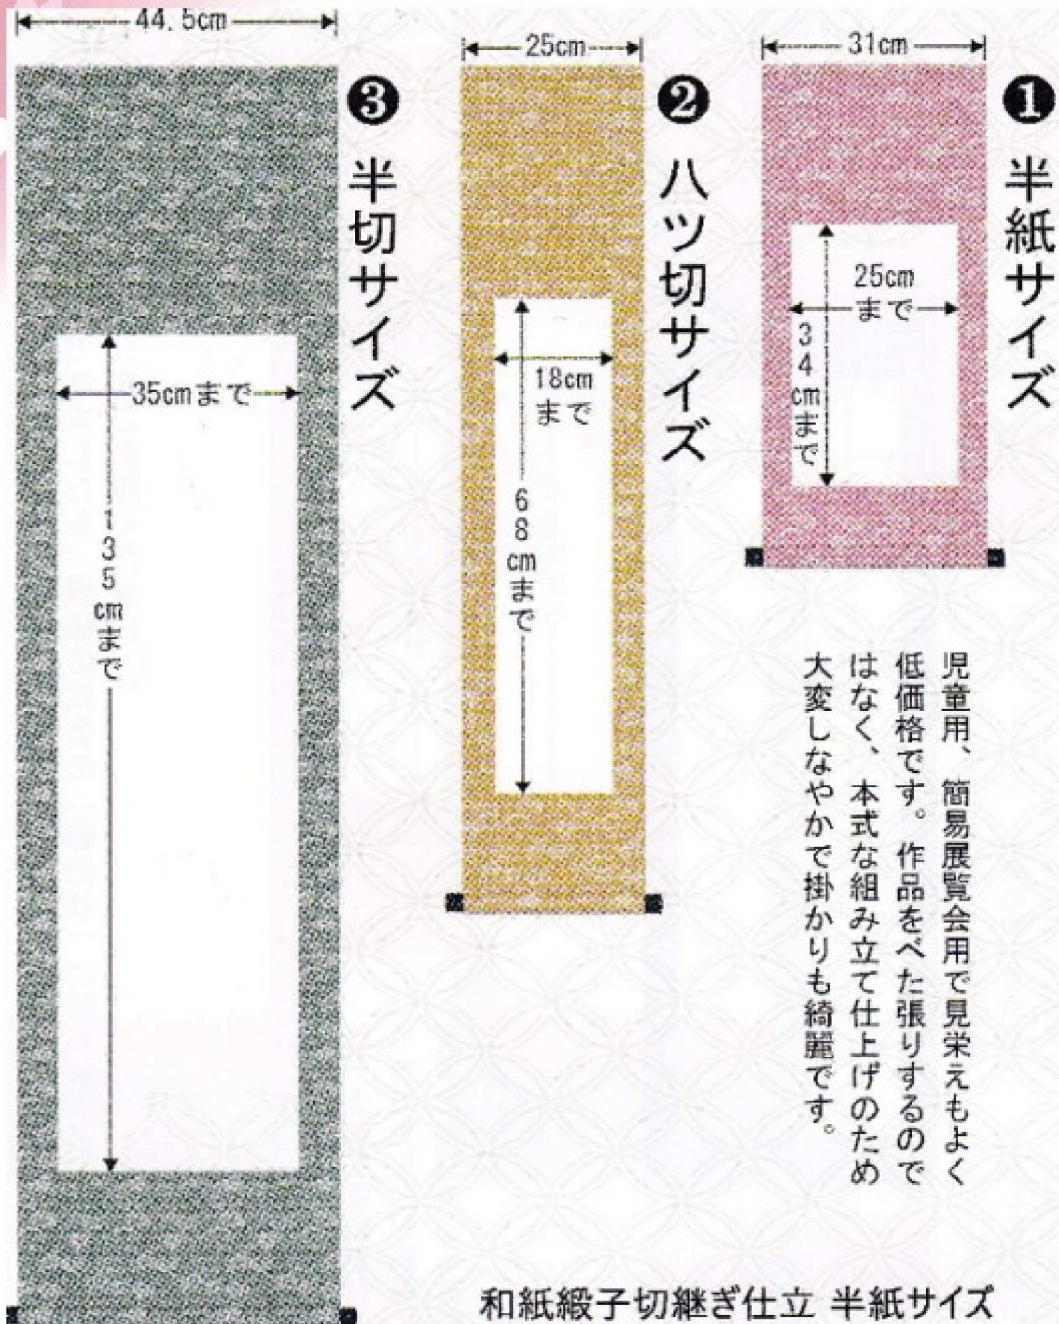 ❶ 半紙サイズ
31cm
25cm
まで
34cmまで
❷ 八ツ切サイズ
25cm
18cm
まで
68cmまで
❸ 半切サイズ
44.5cm
35cmまで
135cmまで
児童用、簡易展覧会用で見栄えもよく
低価格です。作品をべた張りするので
はなく、本式な組み立て仕上げのため
大変しなやかで掛かりも綺麗です。
和紙緞子切継ぎ仕立 半紙サイズ